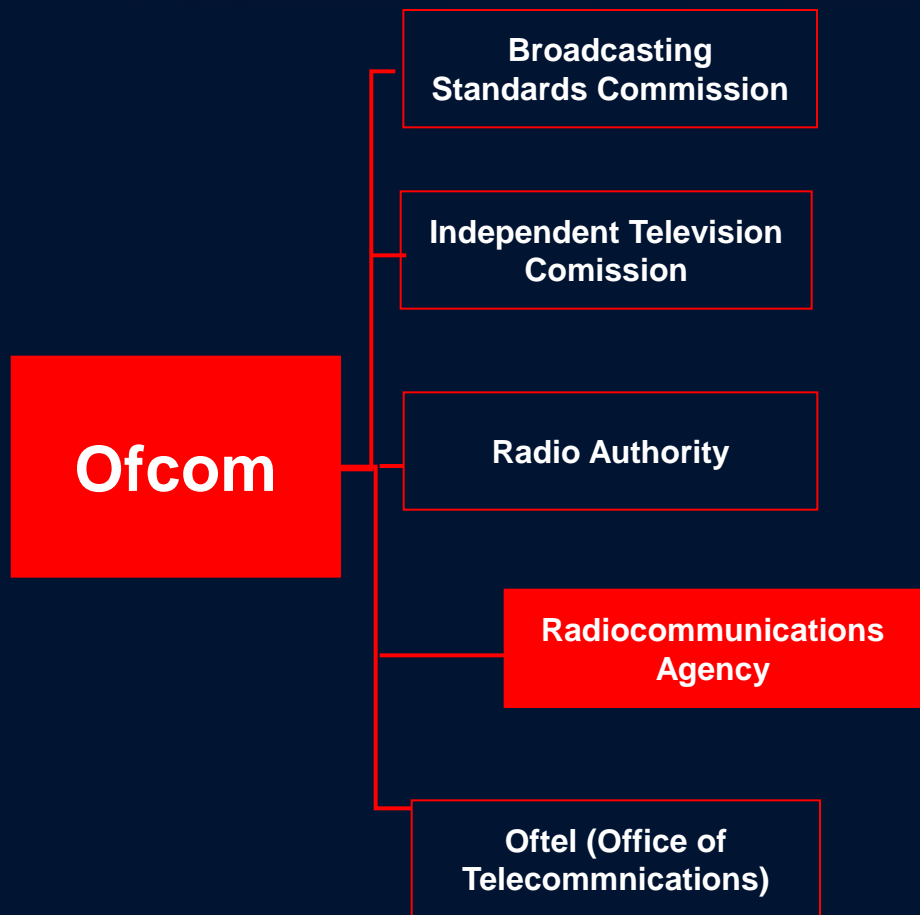 Broadcasting
Standards Commission
Independent Television
Comission
Ofcom
Radio Authority
Radiocommunications
Agency
Oftel (Office of
Telecommnications)